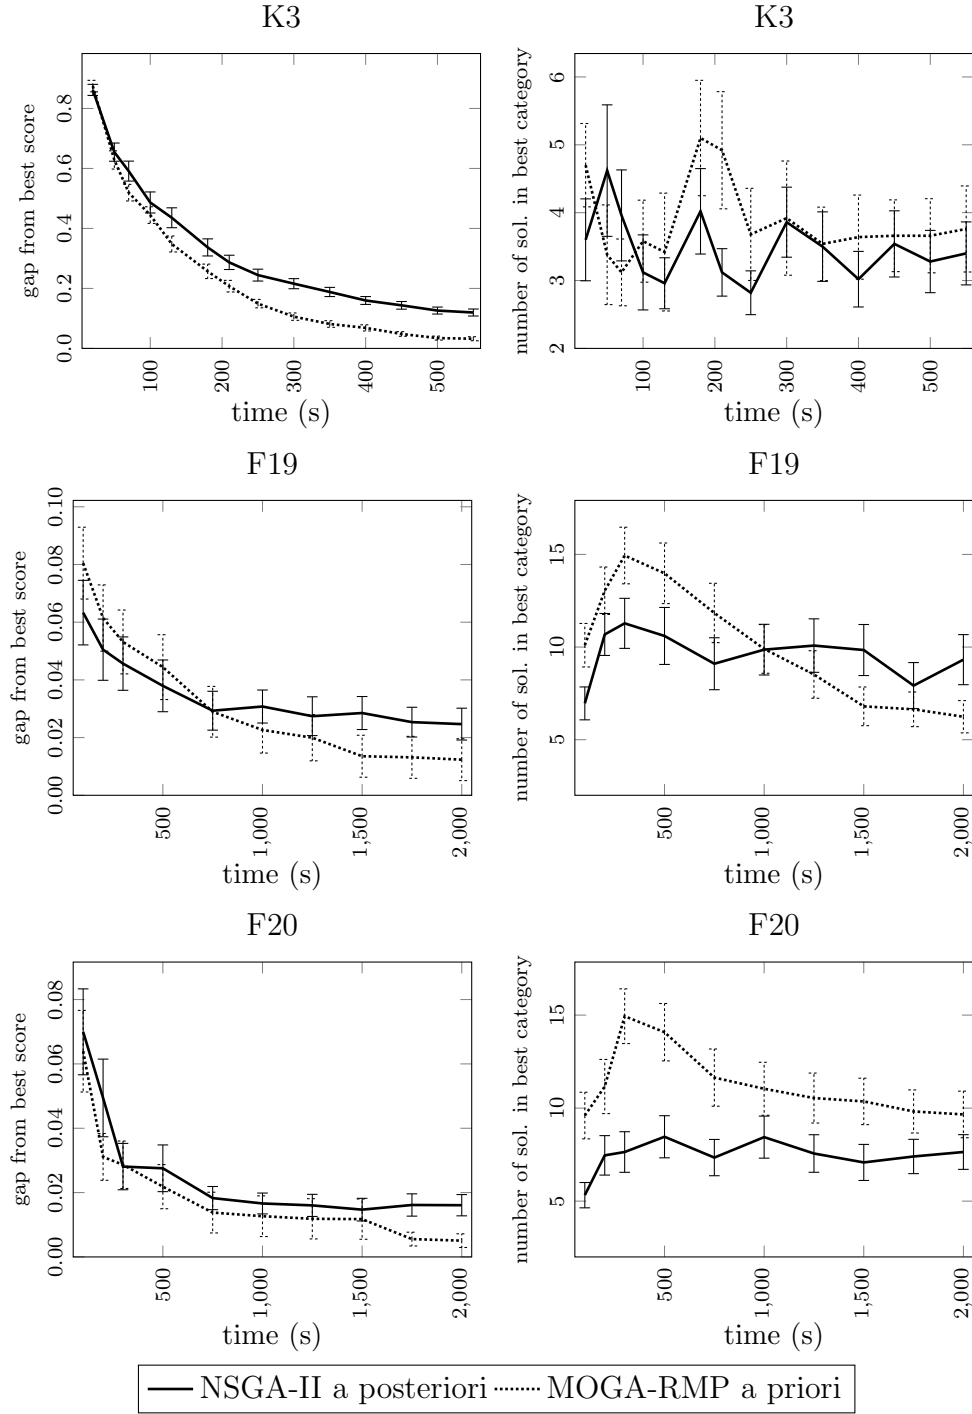 K3
K3
gap from best score
0.0
0.2
0.4
0.6
0.8
100
200
300
400
500
time (s)
number of sol. in best category
2
3
4
5
6
100
200
300
400
500
time (s)
F19
F19
gap from best score
0.00
0.02
0.04
0.06
0.08
0.10
500
1,000
1,500
2,000
time (s)
number of sol. in best category
5
10
15
500
1,000
1,500
2,000
time (s)
F20
F20
gap from best score
0.00
0.02
0.04
0.06
0.08
500
1,000
1,500
2,000
time (s)
number of sol. in best category
5
10
15
500
1,000
1,500
2,000
time (s)
NSGA-II a posteriori MOGA-RMP a priori